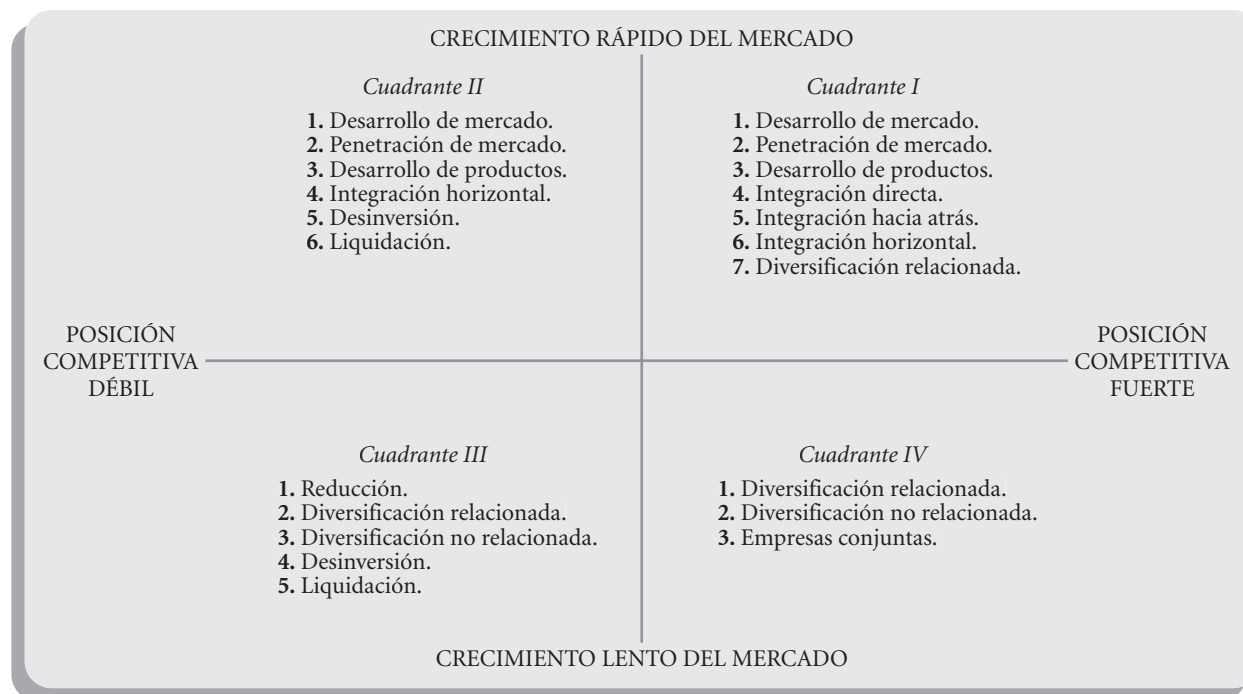 CRECIMIENTO RÁPIDO DEL MERCADO
Cuadrante II
1. Desarrollo de mercado.
2. Penetración de mercado.
3. Desarrollo de productos.
4. Integración horizontal.
5. Desinversión.
6. Liquidación.
Cuadrante I
1. Desarrollo de mercado.
2. Penetración de mercado.
3. Desarrollo de productos.
4. Integración directa.
5. Integración hacia atrás.
6. Integración horizontal.
7. Diversificación relacionada.
POSICIÓN
COMPETITIVA
DÉBIL
POSICIÓN
COMPETITIVA
FUERTE
Cuadrante III
1. Reducción.
2. Diversificación relacionada.
3. Diversificación no relacionada.
4. Desinversión.
5. Liquidación.
Cuadrante IV
1. Diversificación relacionada.
2. Diversificación no relacionada.
3. Empresas conjuntas.
CRECIMIENTO LENTO DEL MERCADO